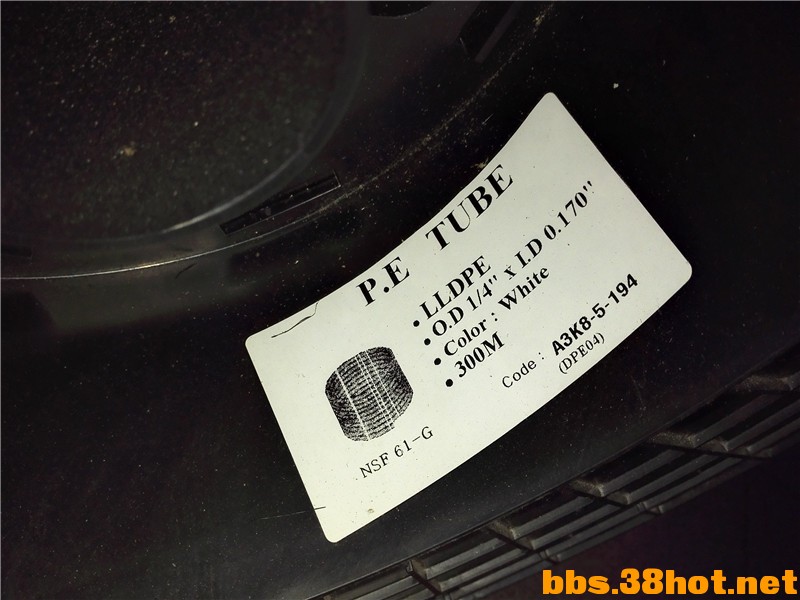 P.E TUBE
• LLDPE
• O.D 1/4" x I.D 0.170"
• Color : White
• 300M
Code : A3K8-5-194
(DPE04)
NSF 61-G
bbs.38hot.net